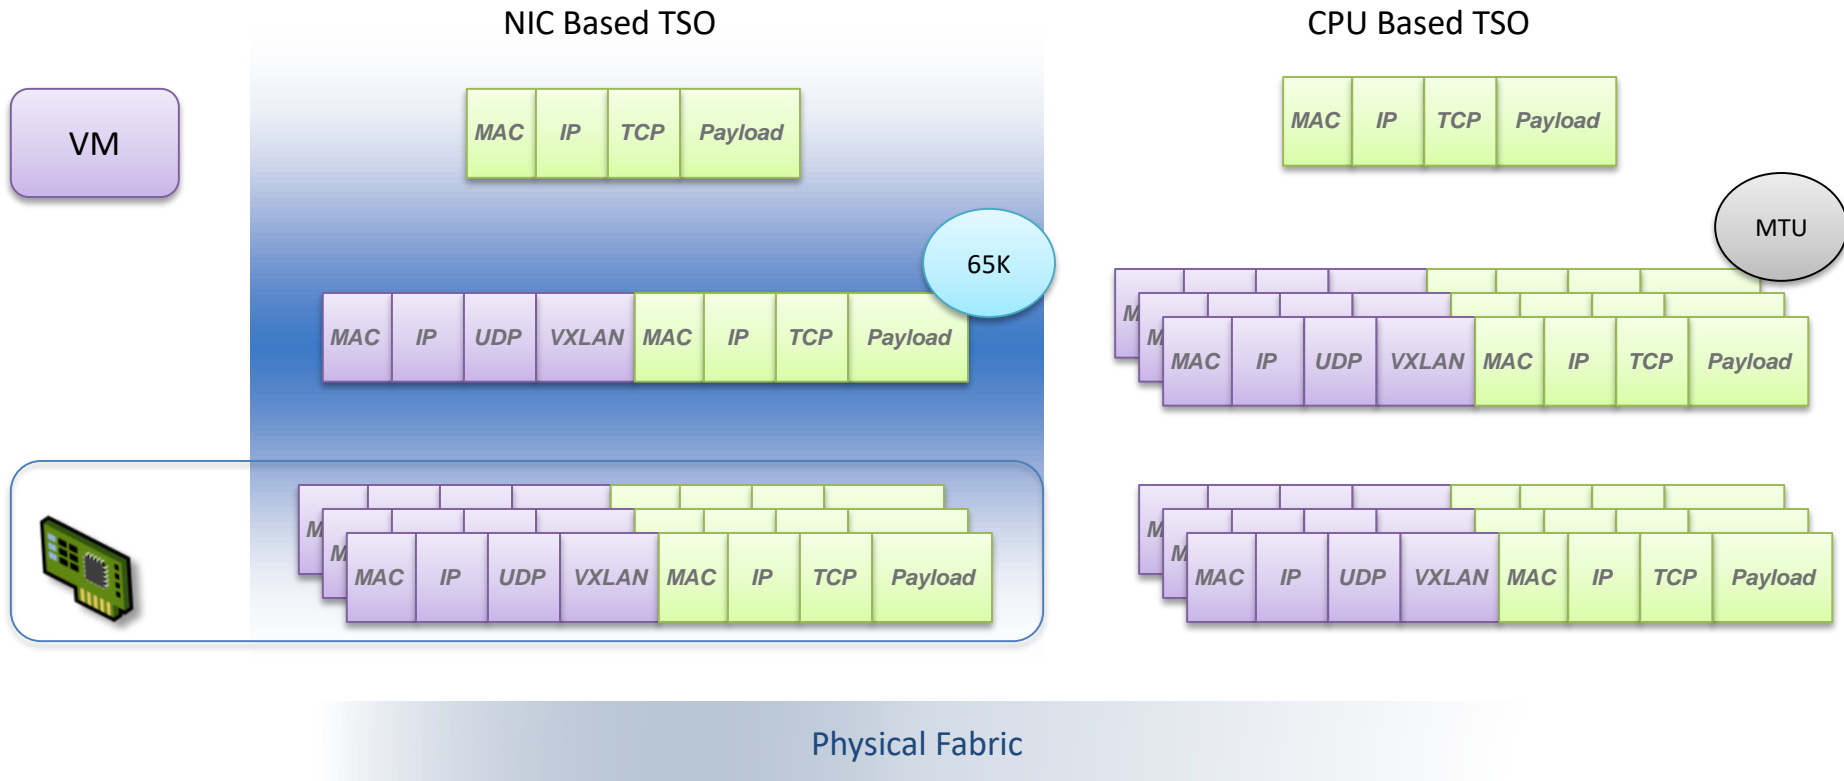 NIC Based TSO
CPU Based TSO
VM
MAC IP TCP Payload
MAC IP TCP Payload
65K
MTU
MAC IP UDP VXLAN MAC IP TCP Payload
M
M
MAC IP UDP VXLAN MAC IP TCP Payload
M
M
MAC IP UDP VXLAN MAC IP TCP Payload
M
M
MAC IP UDP VXLAN MAC IP TCP Payload
Physical Fabric